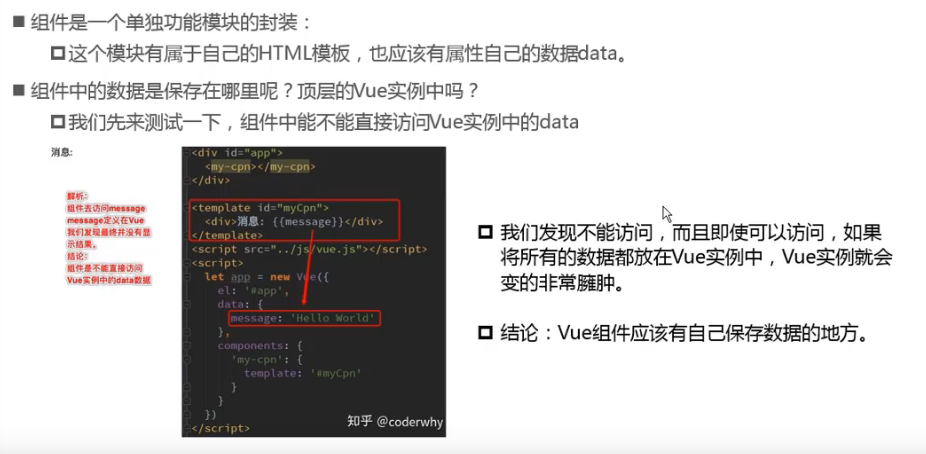 组件是一个单独功能模块的封装：
这个模块有属于自己的HTML模板，也应该有属性自己的数据data。
组件中的数据是保存在哪里呢？顶层的Vue实例中吗？
我们先来测试一下，组件中能不能直接访问Vue实例中的data
消息:
解析：
组件去访问message
message定义在Vue
我们发现最终并没有显
示结果。
结论：
组件是不能直接访问
Vue实例中的data数据
<div id="app">
  <my-cpn></my-cpn>
</div>
<template id="myCpn">
  <div>消息: {{message}}</div>
</template>
<script src="../js/vue.js"></script>
<script>
  let app = new Vue({
    el: '#app',
    data: {
      message: 'Hello World'
    },
    components: {
      'my-cpn': {
        template: '#myCpn'
      }
    }
  })
</script>
知乎 @coderwhy
我们发现不能访问，而且即使可以访问，如果
将所有的数据都放在Vue实例中，Vue实例就会
变的非常臃肿。
结论：Vue组件应该有自己保存数据的地方。